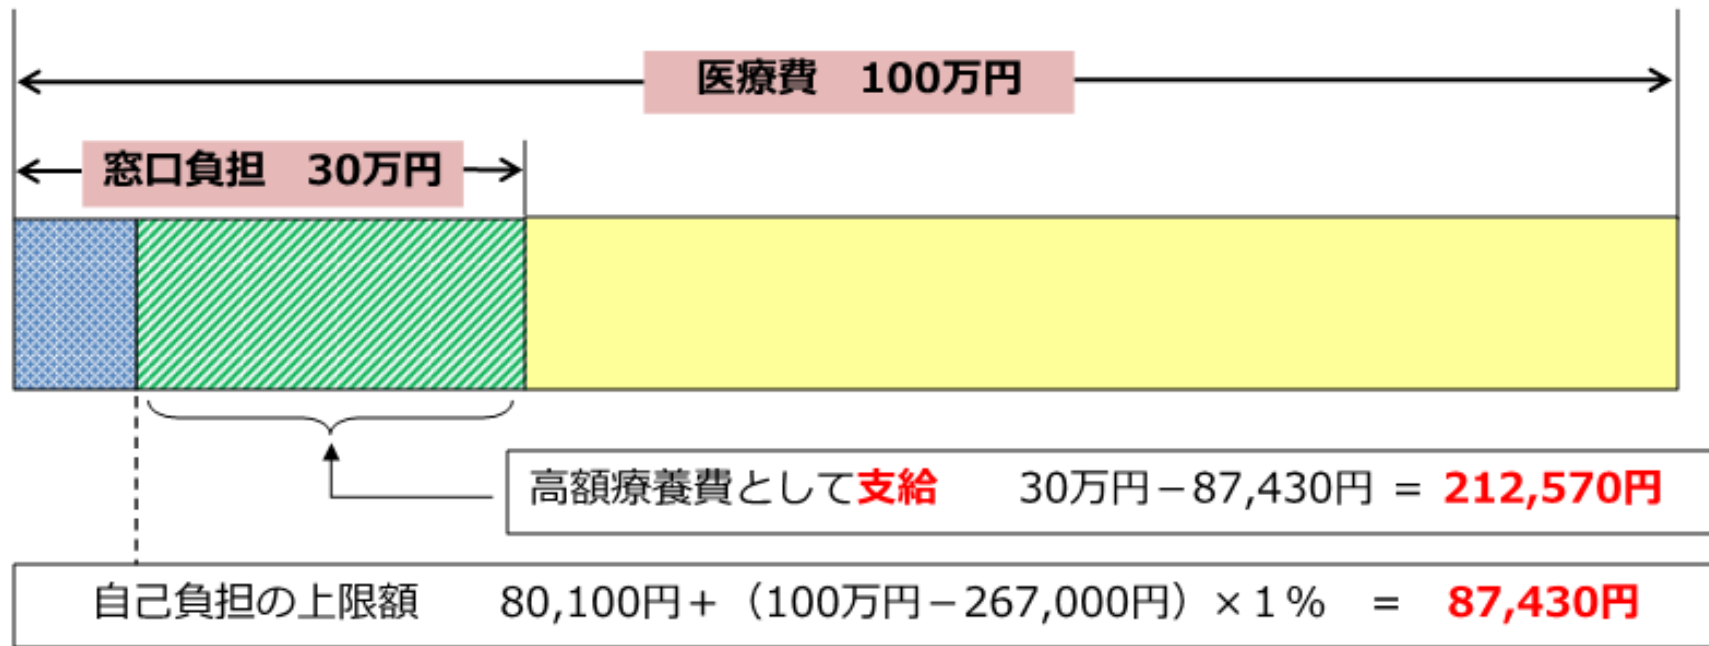 医療費　100万円
窓口負担　30万円
高額療養費として支給　30万円－87,430円 ＝ 212,570円
自己負担の上限額　80,100円＋（100万円－267,000円）×1％　＝　87,430円